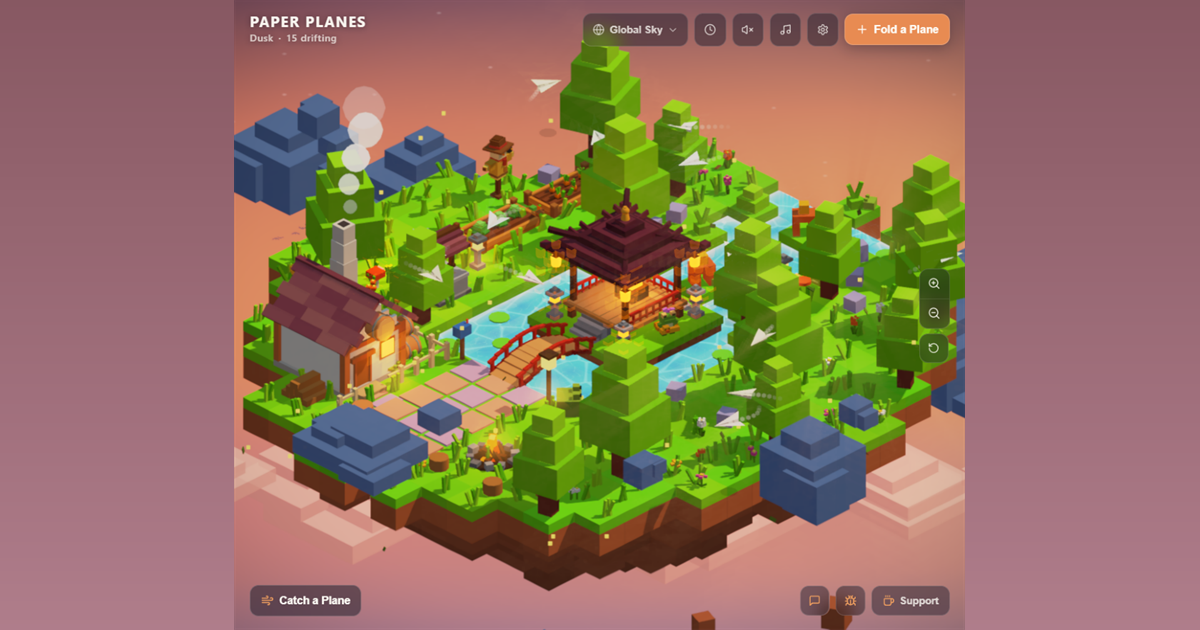 PAPER PLANES
Dusk · 15 drifting
Global Sky
Fold a Plane
Catch a Plane
Support